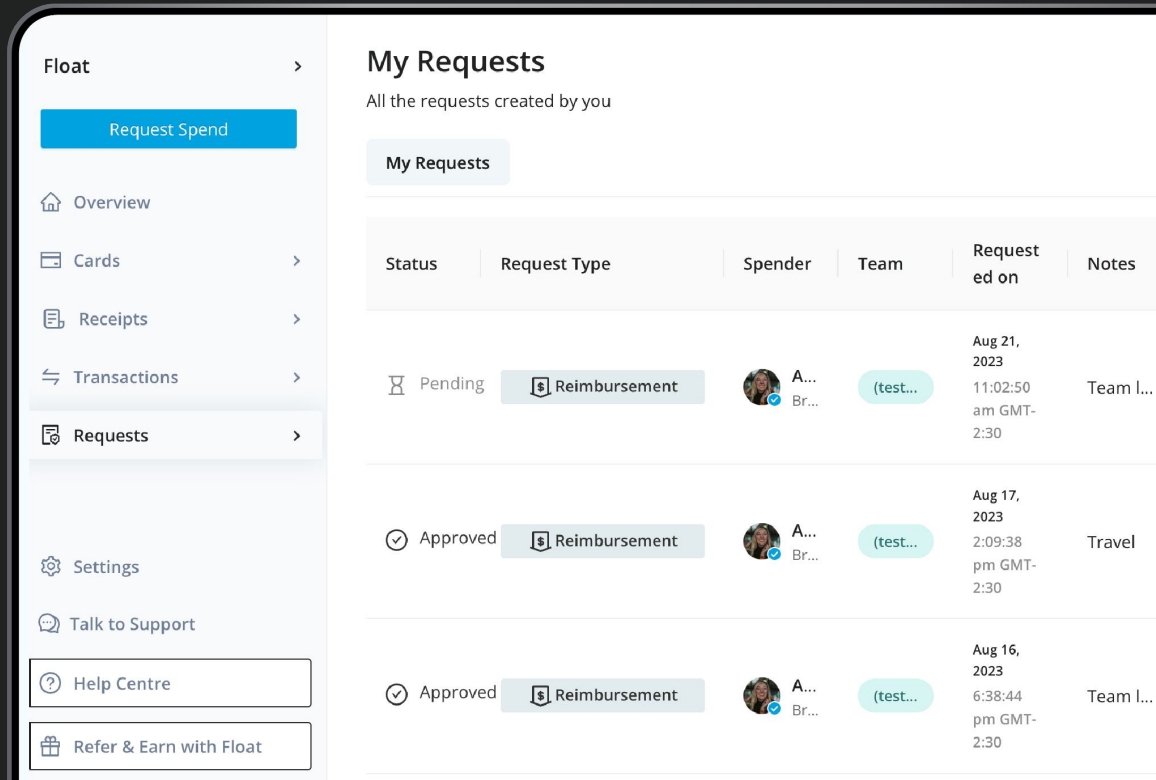 Float
Request Spend
Overview
Cards
Receipts
Transactions
Requests
Settings
Talk to Support
Help Centre
Refer & Earn with Float
My Requests
All the requests created by you
My Requests
Status Request Type Spender Team Request
ed on Notes
Pending Reimbursement A...
Br... (test... Aug 21,
2023
11:02:50
am GMT-
2:30 Team l...
Approved Reimbursement A...
Br... (test... Aug 17,
2023
2:09:38
pm GMT-
2:30 Travel
Approved Reimbursement A...
Br... (test... Aug 16,
2023
6:38:44
pm GMT-
2:30 Team l...